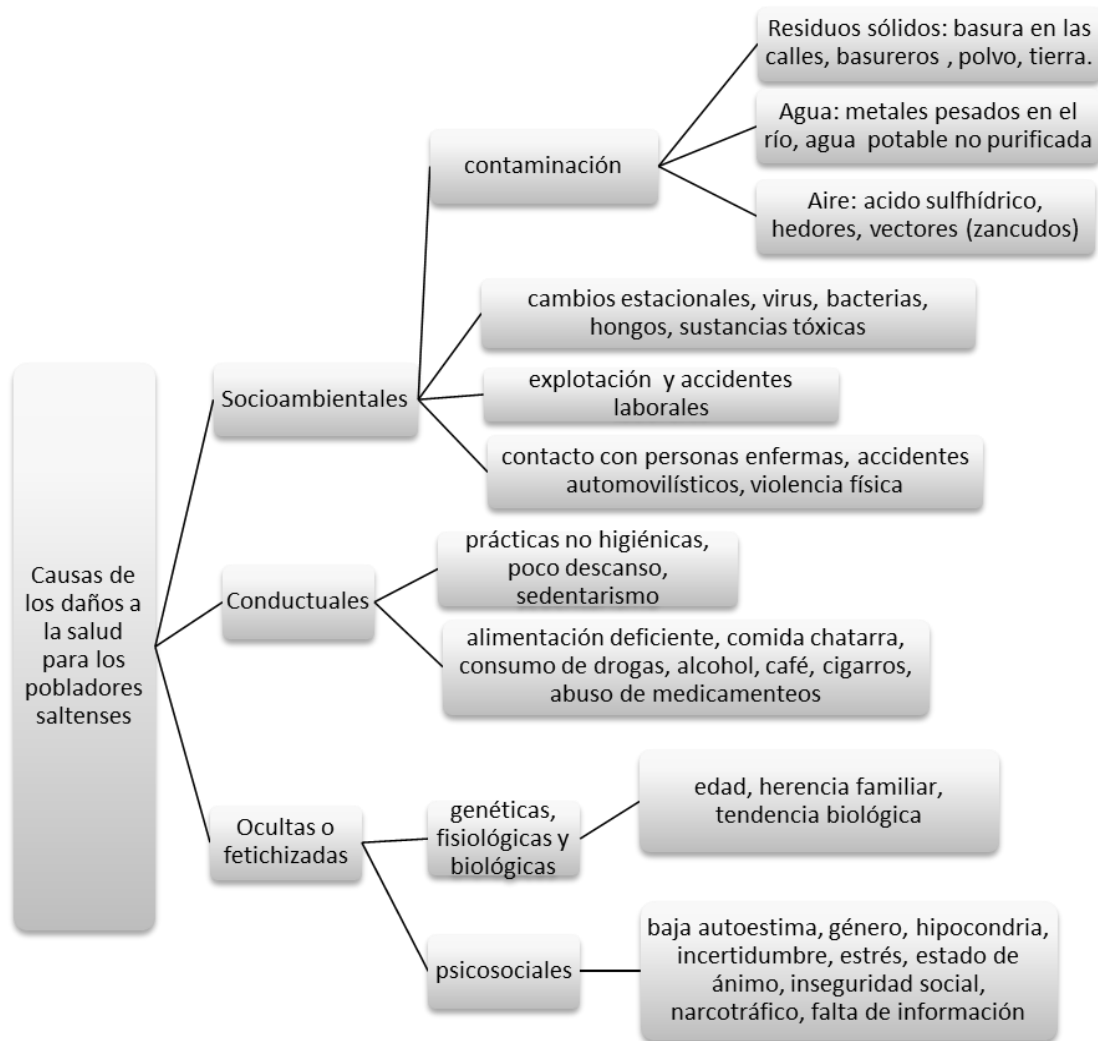 Residuos sólidos: basura en las
calles, basureros , polvo, tierra.
Agua: metales pesados en el
río, agua  potable no purificada
contaminación
Aire: acido sulfhídrico,
hedores, vectores (zancudos)
cambios estacionales, virus, bacterias,
hongos, sustancias tóxicas
Socioambientales
explotación  y accidentes
laborales
contacto con personas enfermas, accidentes
automovilísticos, violencia física
Causas de
los daños a
la salud
para los
pobladores
saltenses
prácticas no higiénicas,
poco descanso,
sedentarismo
Conductuales
alimentación deficiente, comida chatarra,
consumo de drogas, alcohol, café, cigarros,
abuso de medicamenteos
Ocultas o
fetichizadas
genéticas,
fisiológicas y
biológicas
edad, herencia familiar,
tendencia biológica
psicosociales
baja autoestima, género, hipocondria,
incertidumbre, estrés, estado de
ánimo, inseguridad social,
narcotráfico, falta de información